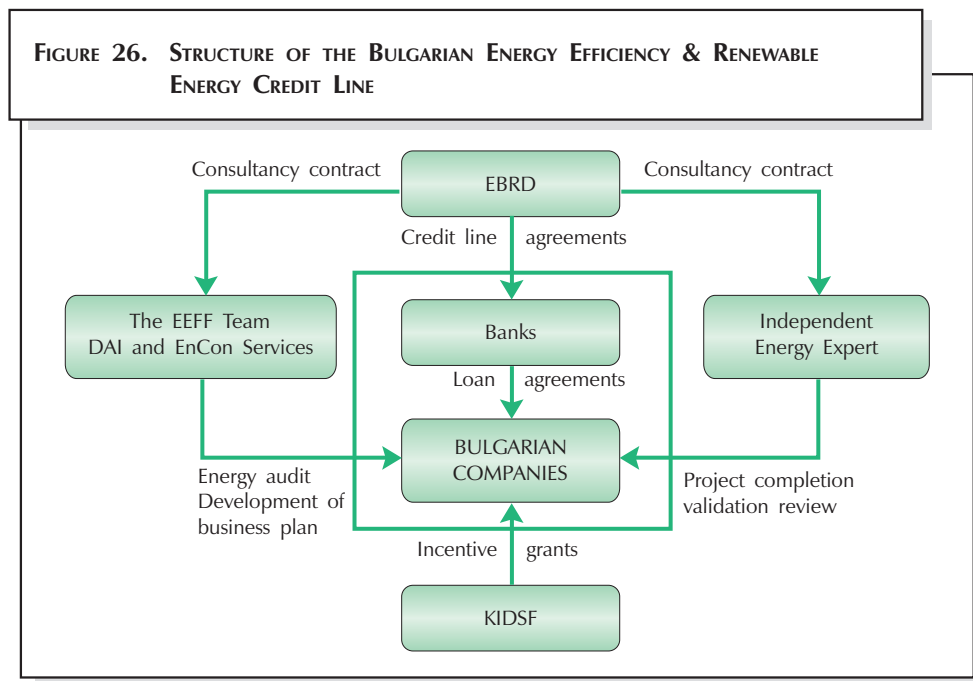 FIGURE 26. STRUCTURE OF THE BULGARIAN ENERGY EFFICIENCY & RENEWABLE
ENERGY CREDIT LINE
Consultancy contract
EBRD
Consultancy contract
Credit line agreements
The EEFF Team
DAI and EnCon Services
Banks
Independent
Energy Expert
Loan agreements
BULGARIAN
COMPANIES
Energy audit
Development of
business plan
Project completion
validation review
Incentive grants
KIDSF